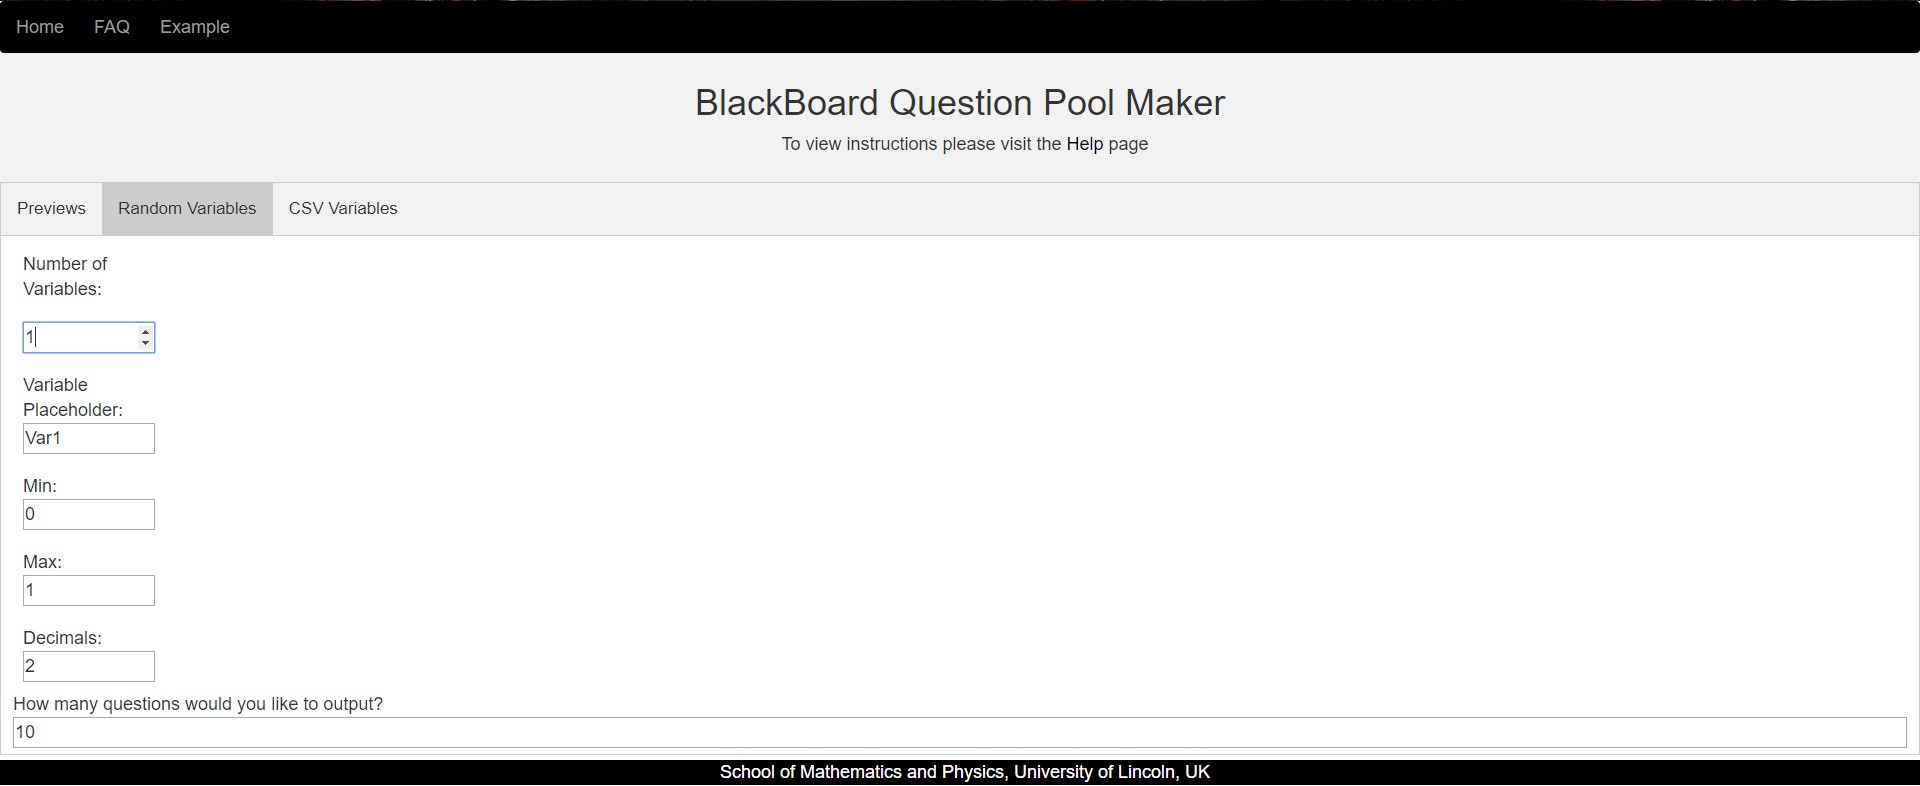 Home FAQ Example
BlackBoard Question Pool Maker
To view instructions please visit the Help page
Previews Random Variables CSV Variables
Number of
Variables:
1
Variable
Placeholder:
Var1
Min:
0
Max:
1
Decimals:
2
How many questions would you like to output?
10
School of Mathematics and Physics, University of Lincoln, UK